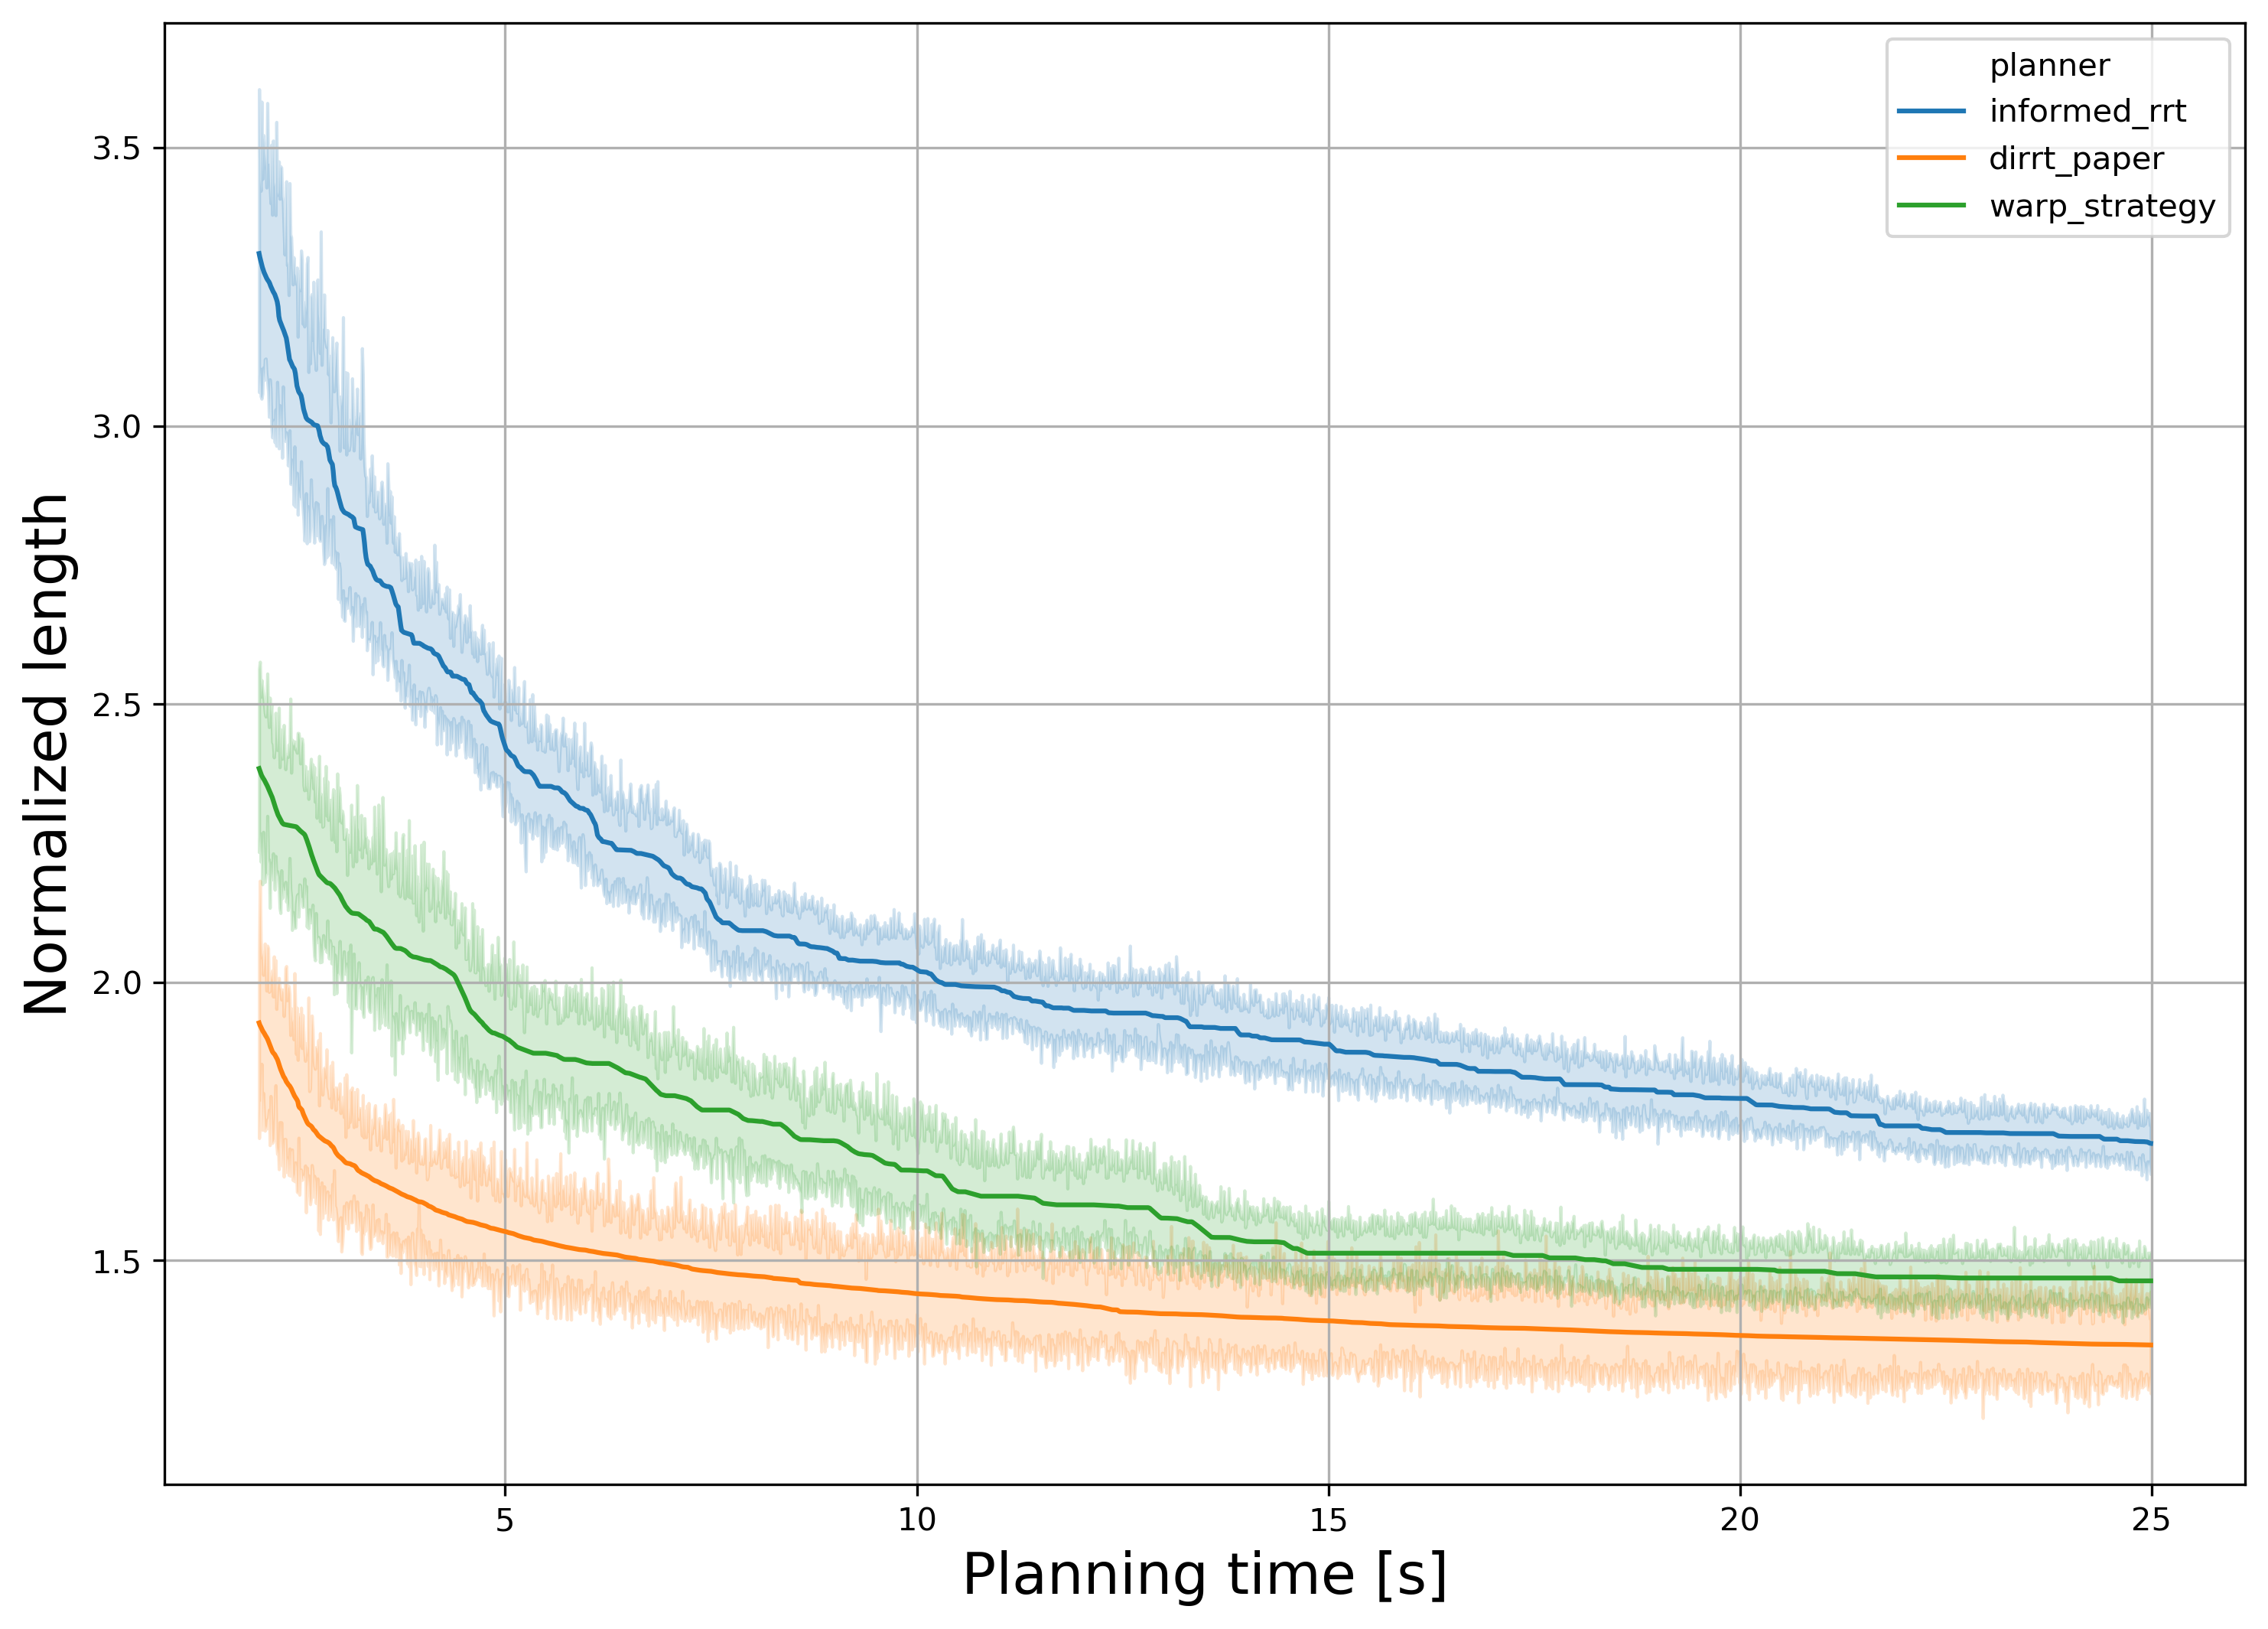 planner
informed_rrt
dirrt_paper
warp_strategy
Normalized length
3.5
3.0
2.5
2.0
1.5
5
10
15
20
25
Planning time [s]